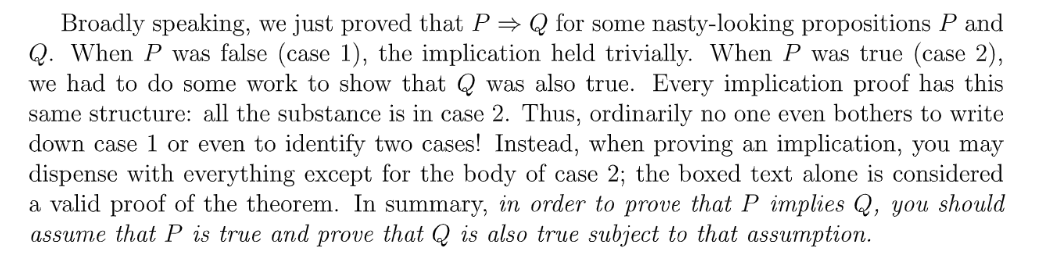 Broadly speaking, we just proved that P ⇒ Q for some nasty-looking propositions P and
Q. When P was false (case 1), the implication held trivially. When P was true (case 2),
we had to do some work to show that Q was also true. Every implication proof has this
same structure: all the substance is in case 2. Thus, ordinarily no one even bothers to write
down case 1 or even to identify two cases! Instead, when proving an implication, you may
dispense with everything except for the body of case 2; the boxed text alone is considered
a valid proof of the theorem. In summary, in order to prove that P implies Q, you should
assume that P is true and prove that Q is also true subject to that assumption.